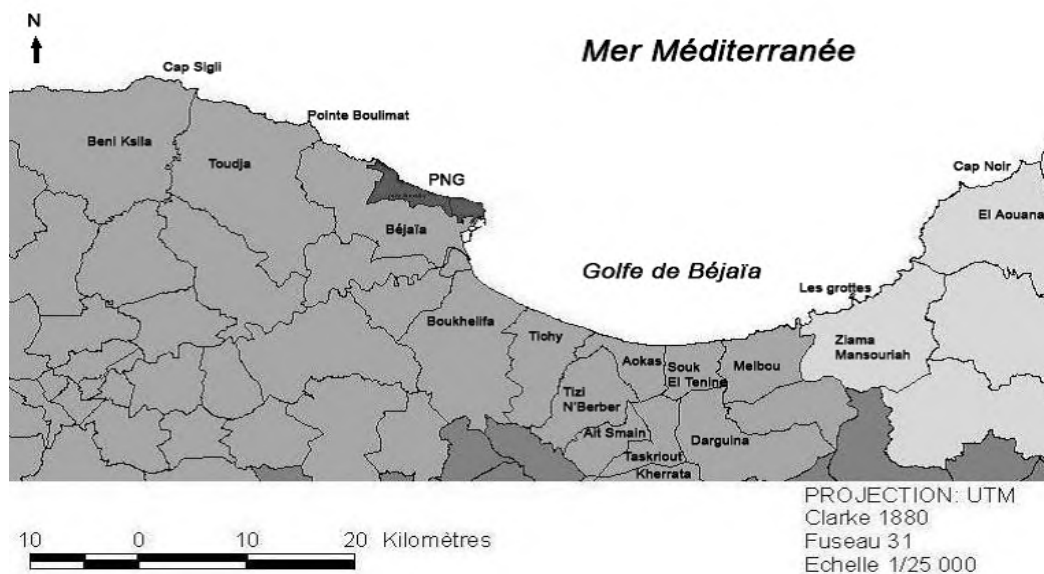 N
Mer Méditerranée
Cap Sigli
Pointe Boulimat
Beni Ksila
Toudja
Cap Noir
PNG
El Aouana
Béjaïa
Golfe de Béjaïa
Les grottes
Boukhelifa
Tichy
Ziama
Mansouriah
Aokas
Souk
El Tenine
Melbou
Tizi
N'Berber
Ait Smain
Darguina
Taskriout
Kherrata
PROJECTION: UTM
Clarke 1880
Fuseau 31
Echelle 1/25 000
10 0 10 20 Kilomètres